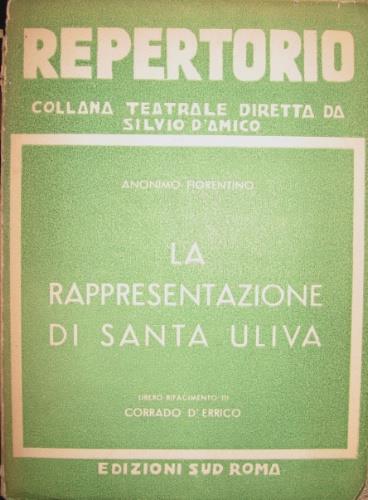 REPERTORIO
COLLANA TEATRALE DIRETTA DA
SILVIO D'AMICO
ANONIMO FIORENTINO
LA
RAPPRESENTAZIONE
DI SANTA ULIVA
LIBERO RIFACIMENTO DI
CORRADO D'ERRICO
EDIZIONI SUD ROMA